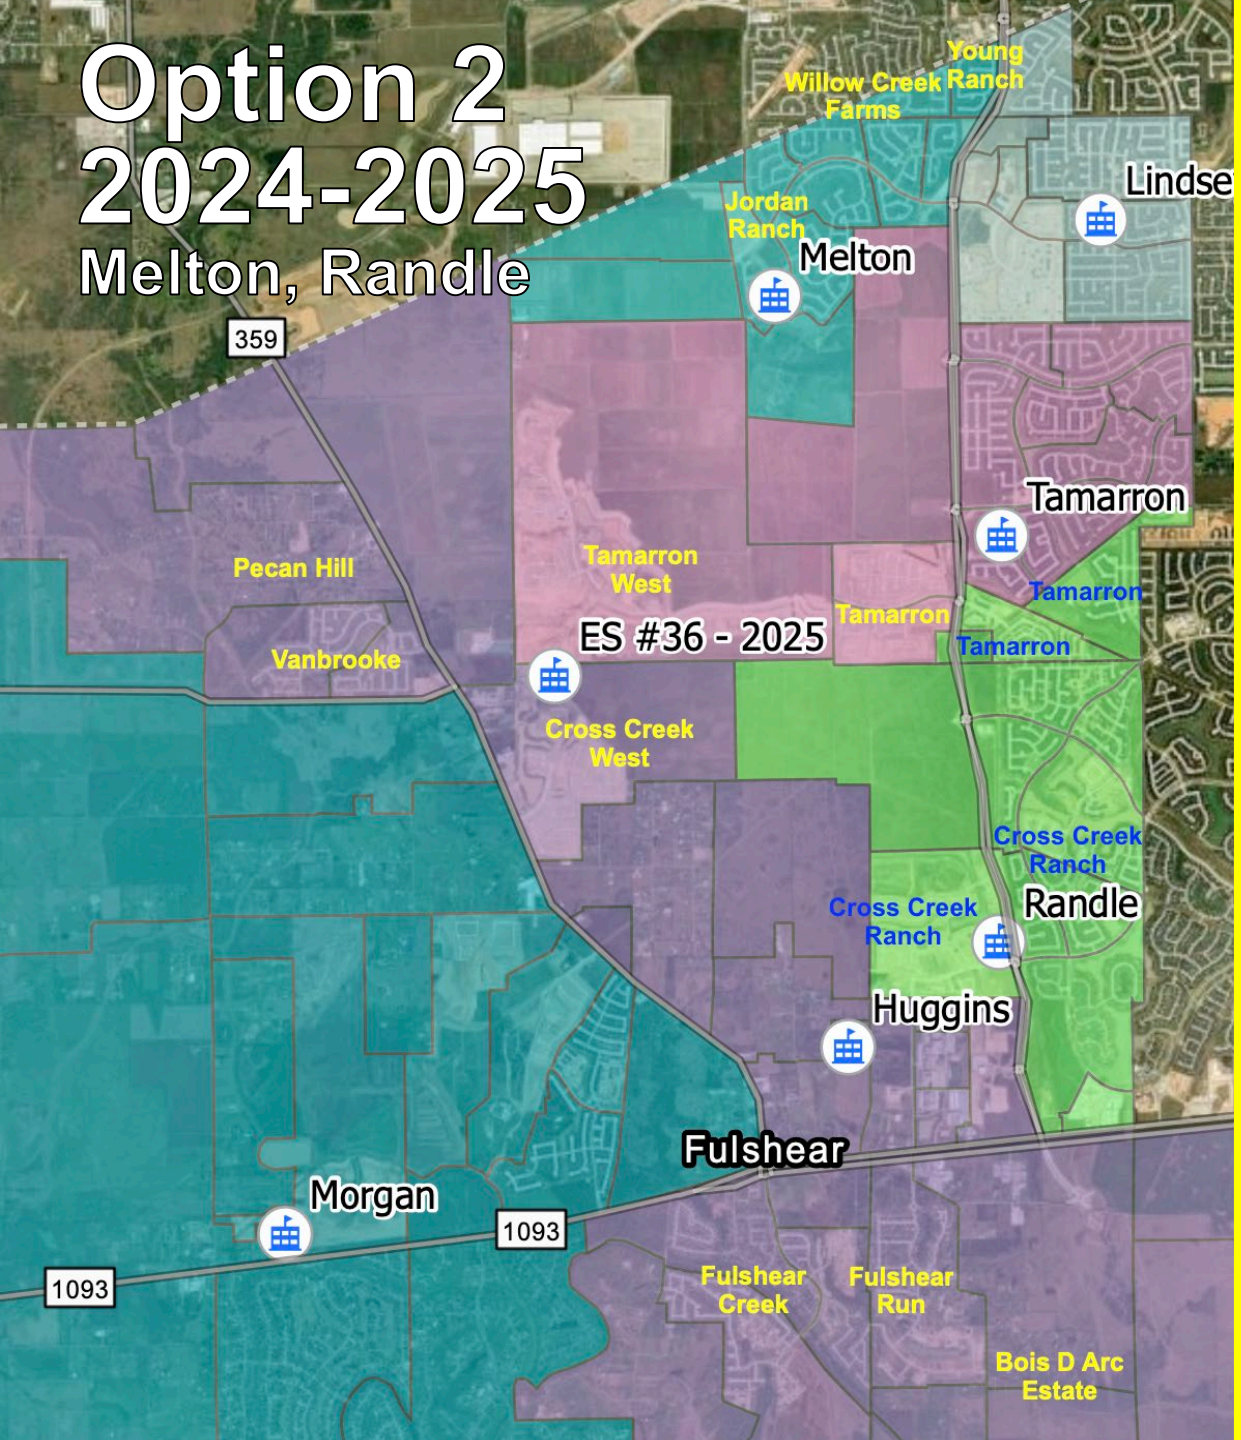 Option 2
2024-2025
Melton, Randle
Young
Ranch
Willow Creek
Farms
Jordan
Ranch
Melton
359
Tamarron
Pecan Hill
Tamarron
West
Tamarron
Tamarron
ES #36 - 2025
Tamarron
Vanbrooke
Cross Creek
West
Cross Creek
Ranch
Randle
Cross Creek
Ranch
Huggins
Fulshear
Morgan
1093
1093
Fulshear
Creek
Fulshear
Run
Bois D Arc
Estate